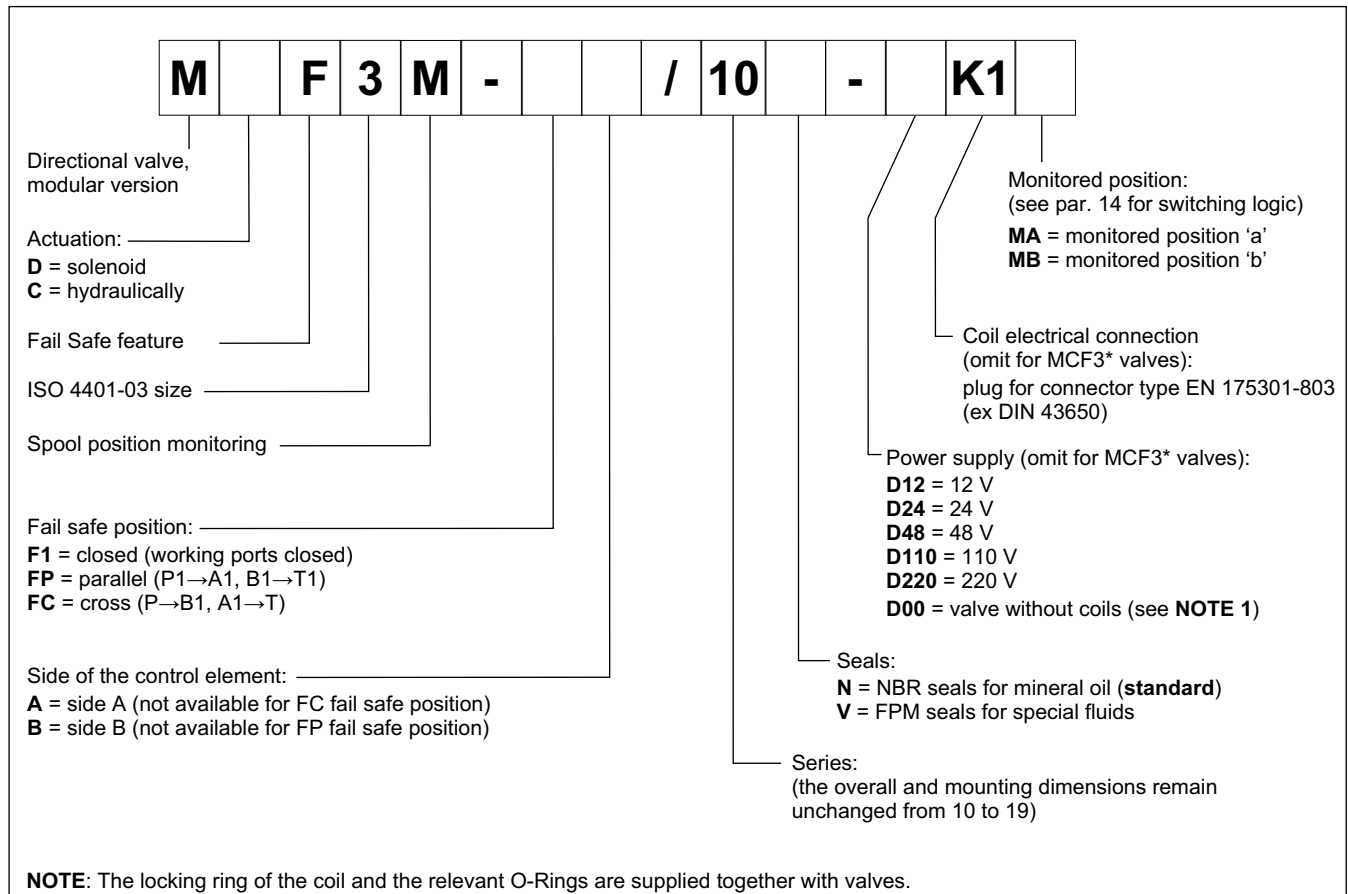 M F 3 M - / 10 - K1
Directional valve,
modular version
Actuation:
D = solenoid
C = hydraulically
Fail Safe feature
ISO 4401-03 size
Spool position monitoring
Fail safe position:
F1 = closed (working ports closed)
FP = parallel (P1→A1, B1→T1)
FC = cross (P→B1, A1→T)
Side of the control element:
A = side A (not available for FC fail safe position)
B = side B (not available for FP fail safe position)
Monitored position:
(see par. 14 for switching logic)
MA = monitored position ‘a’
MB = monitored position ‘b’
Coil electrical connection
(omit for MCF3* valves):
plug for connector type EN 175301-803
(ex DIN 43650)
Power supply (omit for MCF3* valves):
D12 = 12 V
D24 = 24 V
D48 = 48 V
D110 = 110 V
D220 = 220 V
D00 = valve without coils (see NOTE 1)
Seals:
N = NBR seals for mineral oil (standard)
V = FPM seals for special fluids
Series:
(the overall and mounting dimensions remain
unchanged from 10 to 19)
NOTE: The locking ring of the coil and the relevant O-Rings are supplied together with valves.